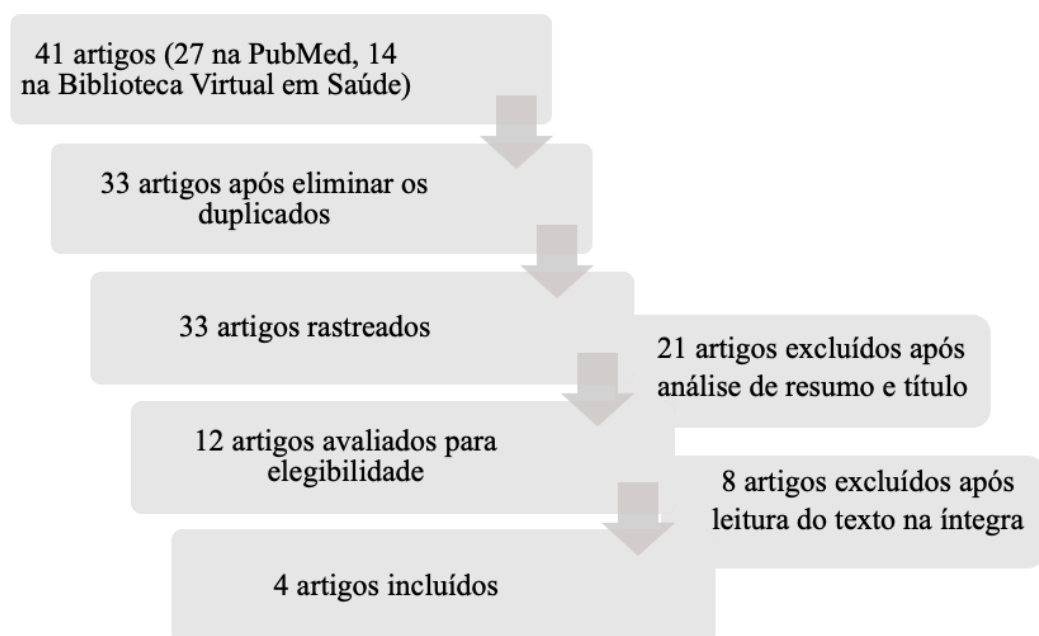 41 artigos (27 na PubMed, 14
na Biblioteca Virtual em Saúde)
33 artigos após eliminar os
duplicados
33 artigos rastreados
21 artigos excluídos após
análise de resumo e título
12 artigos avaliados para
elegibilidade
8 artigos excluídos após
leitura do texto na íntegra
4 artigos incluídos